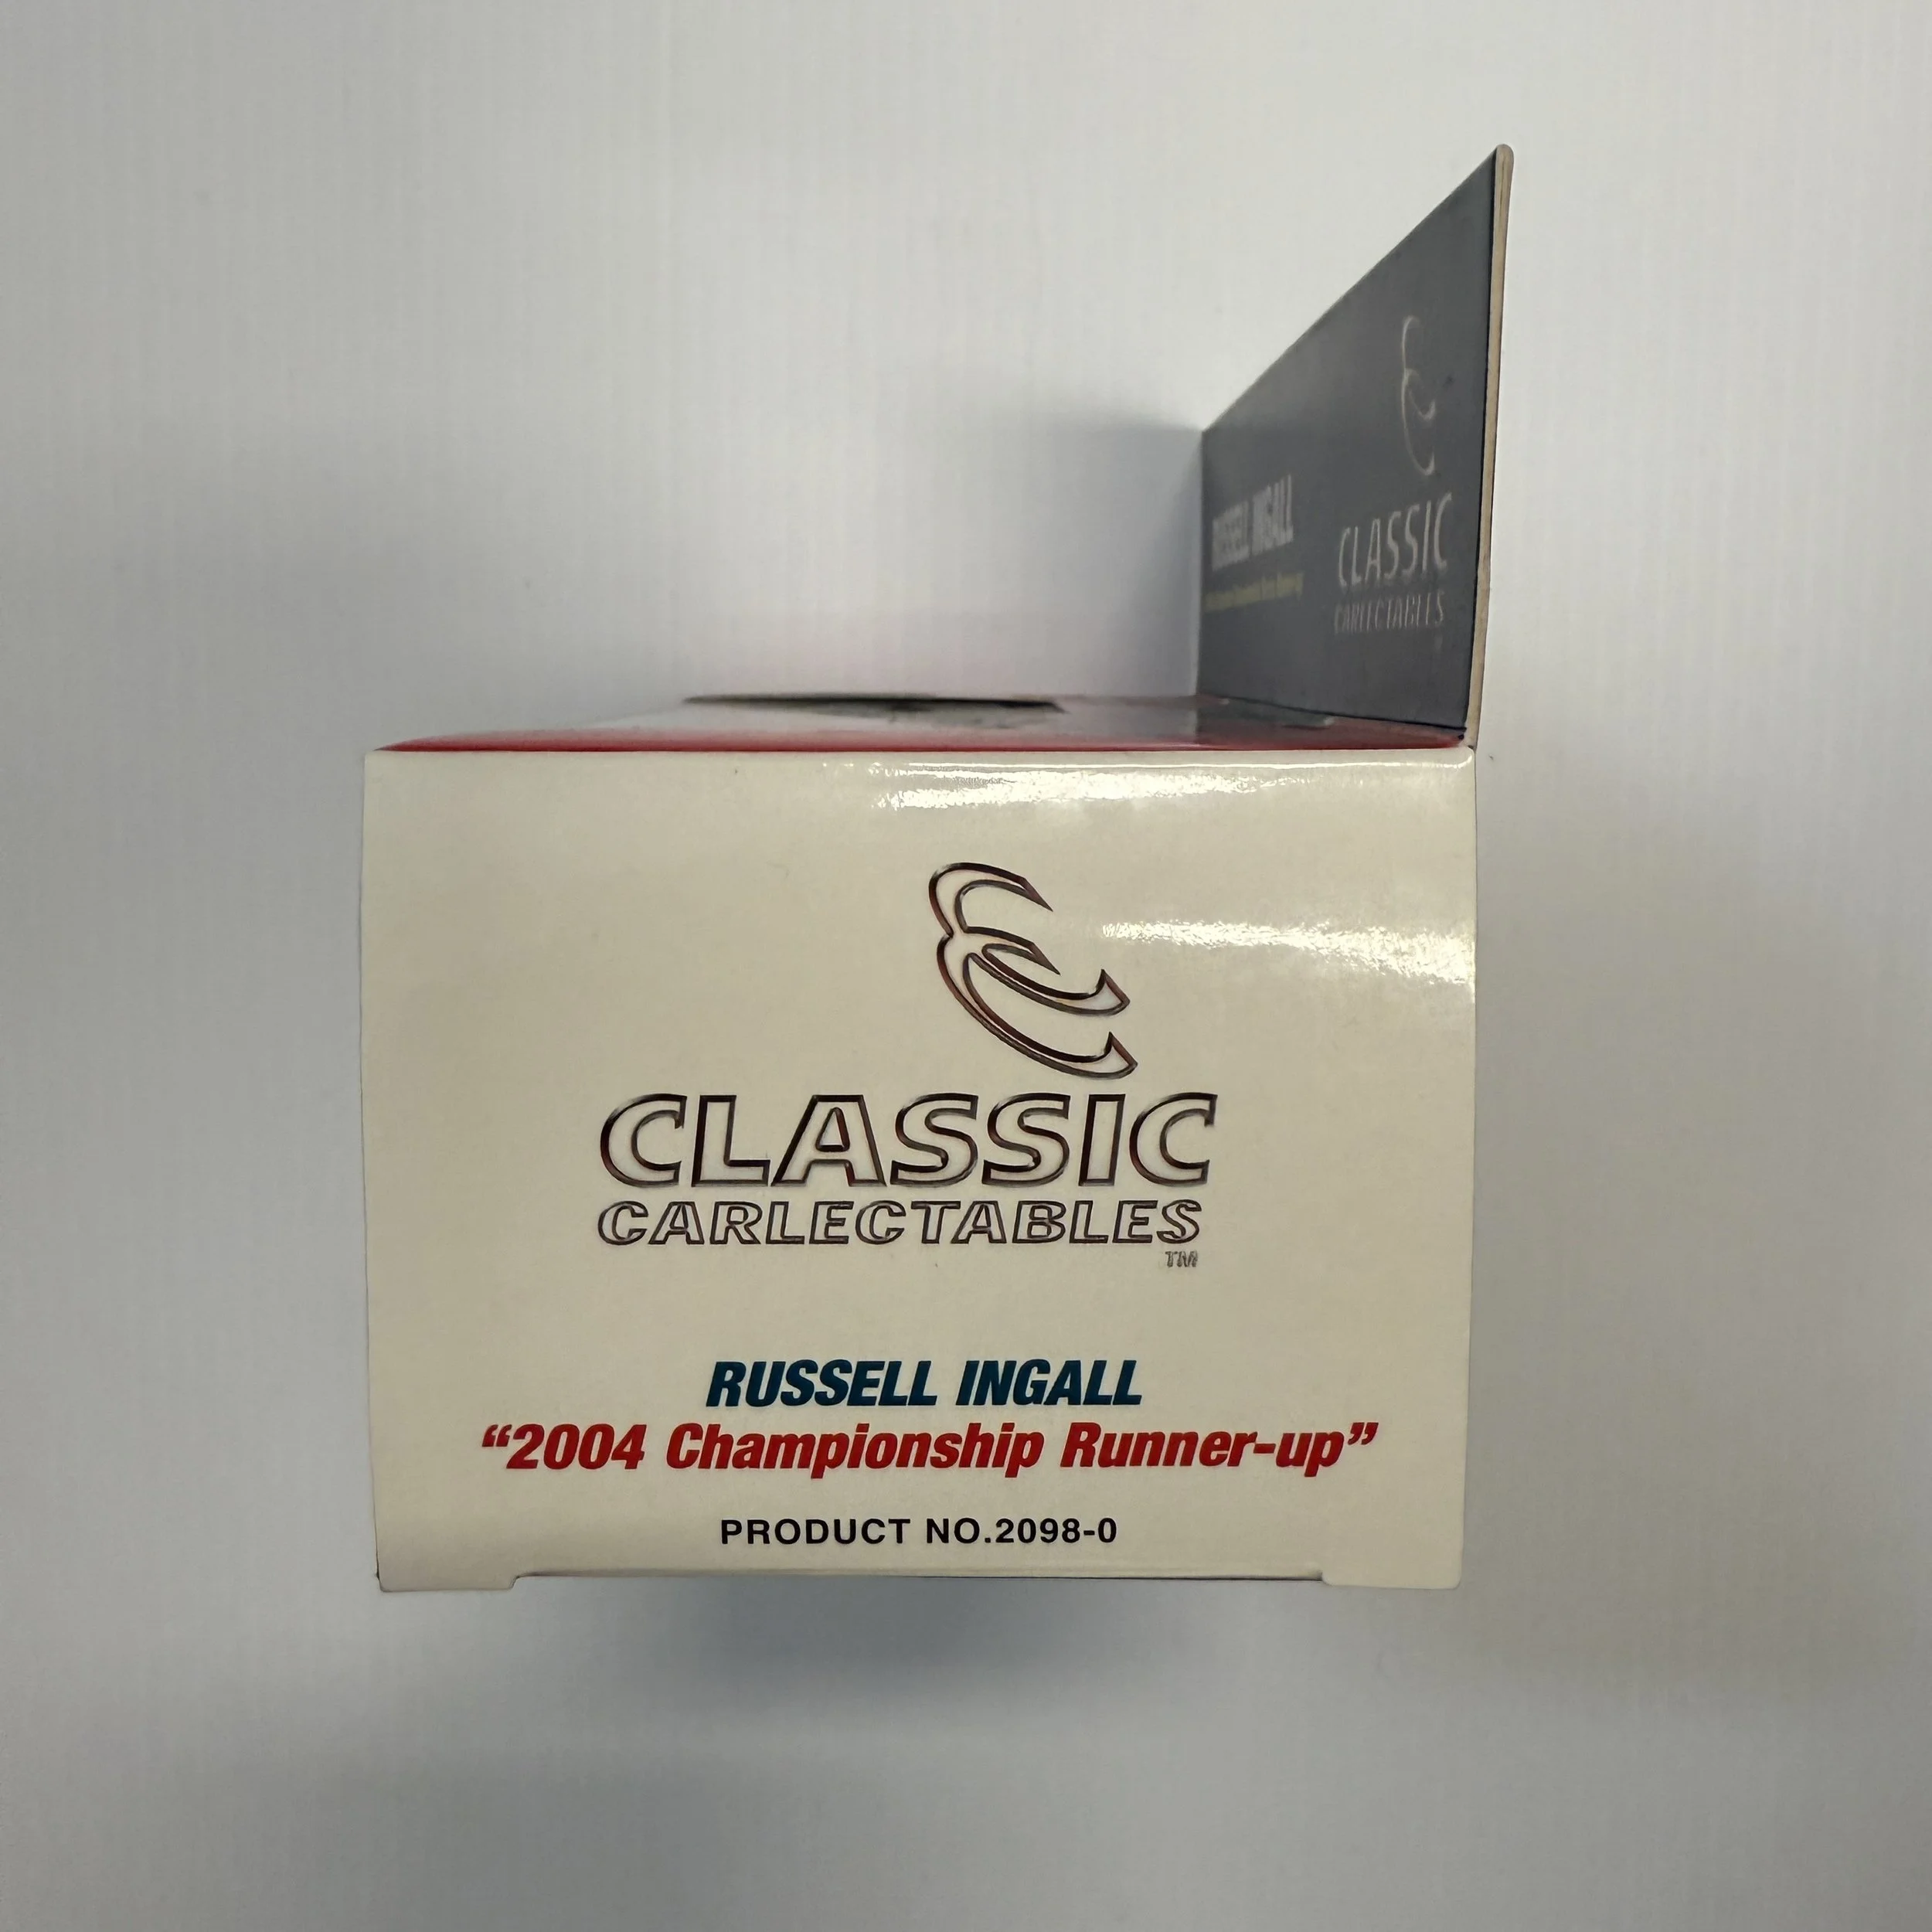 RUSSELL INGALL
CLASSIC
CARLECTABLES
CLASSIC
CARLECTABLES
TM
RUSSELL INGALL
“2004 Championship Runner-up”
PRODUCT NO.2098-0